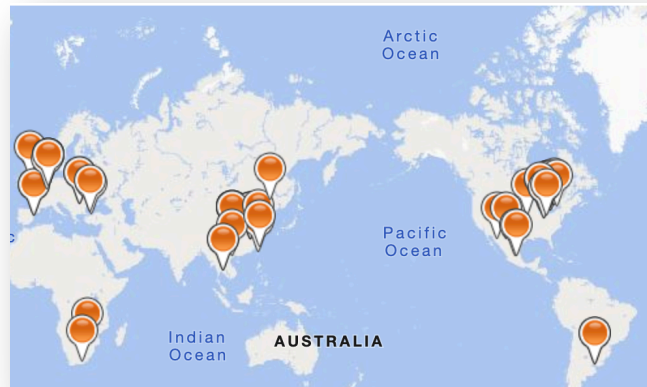 Arctic
Ocean
c
Pacific
Ocean
Indian
Ocean
AUSTRALIA